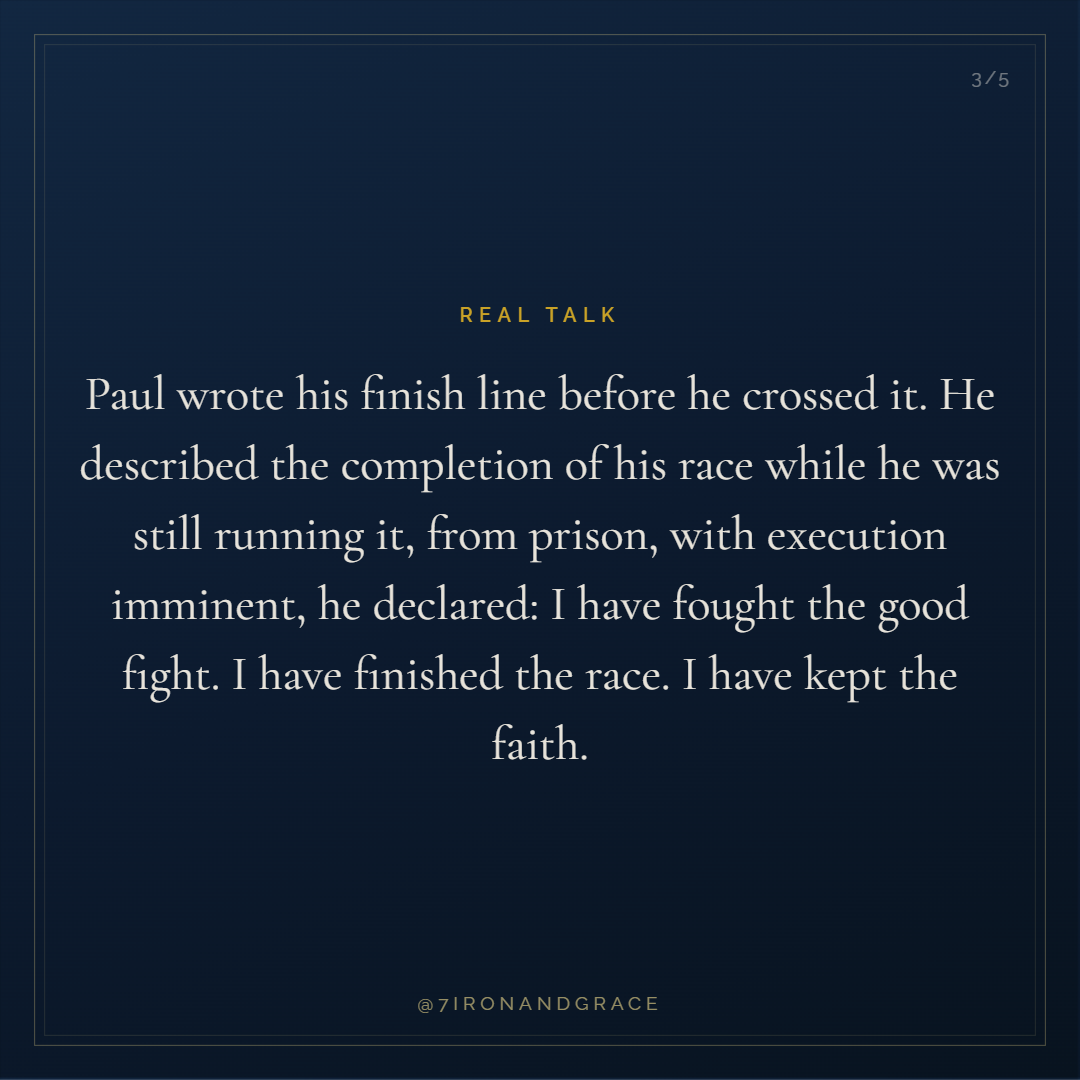 3/5
REAL TALK
Paul wrote his finish line before he crossed it. He
described the completion of his race while he was
still running it, from prison, with execution
imminent, he declared: I have fought the good
fight. I have finished the race. I have kept the
faith.
@7IRONANDGRACE